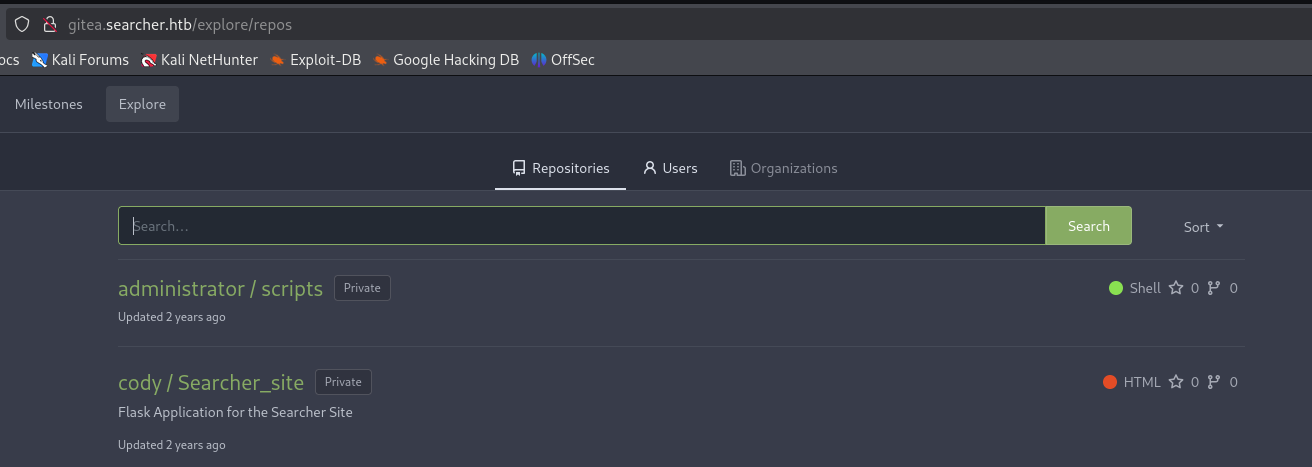 gitea.searcher.htb/explore/repos
ocs Kali Forums Kali NetHunter Exploit-DB Google Hacking DB OffSec
Milestones Explore
Repositories Users Organizations
Search... Search Sort
administrator / scripts Private Shell 0 0
Updated 2 years ago
cody / Searcher_site Private HTML 0 0
Flask Application for the Searcher Site
Updated 2 years ago